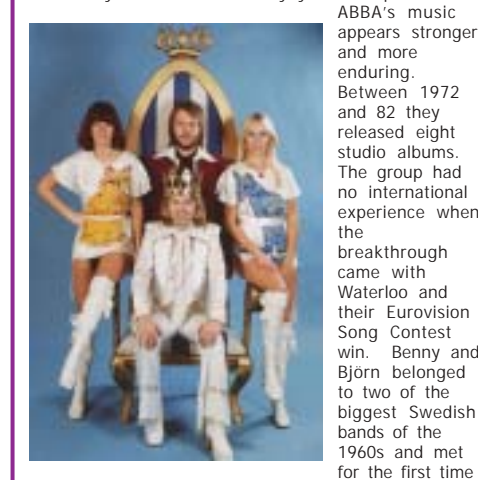 ABBA's music
appears stronger
and more
enduring.
Between 1972
and 82 they
released eight
studio albums.
The group had
no international
experience when
the
breakthrough
came with
Waterloo and
their Eurovision
Song Contest
win. Benny and
Björn belonged
to two of the
biggest Swedish
bands of the
1960s and met
for the first time